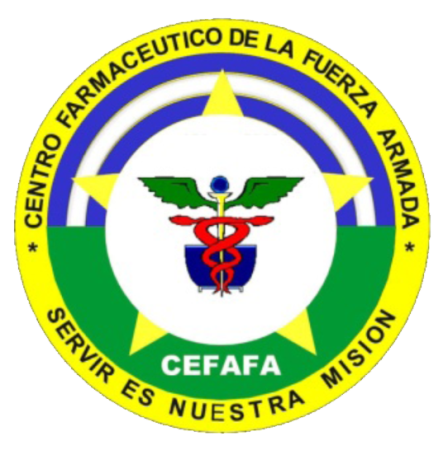 * CENTRO FARMACEUTICO DE LA FUERZA ARMADA *
CEFAFA
SERVIR ES NUESTRA MISION